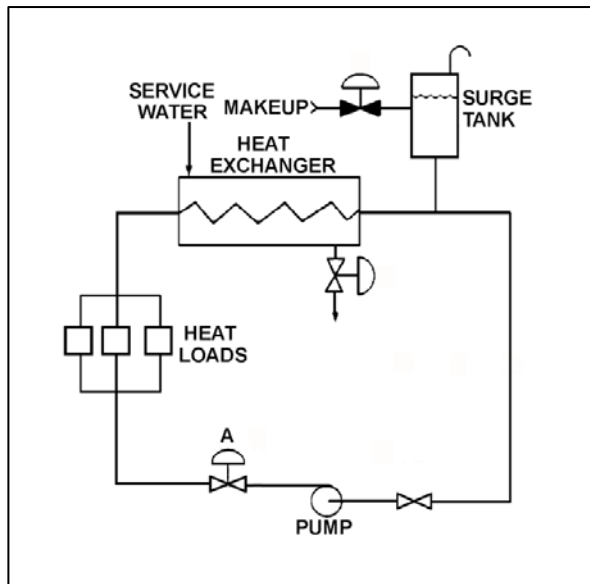 SERVICE
WATER
MAKEUP
SURGE
TANK
HEAT
EXCHANGER
HEAT
LOADS
A
PUMP